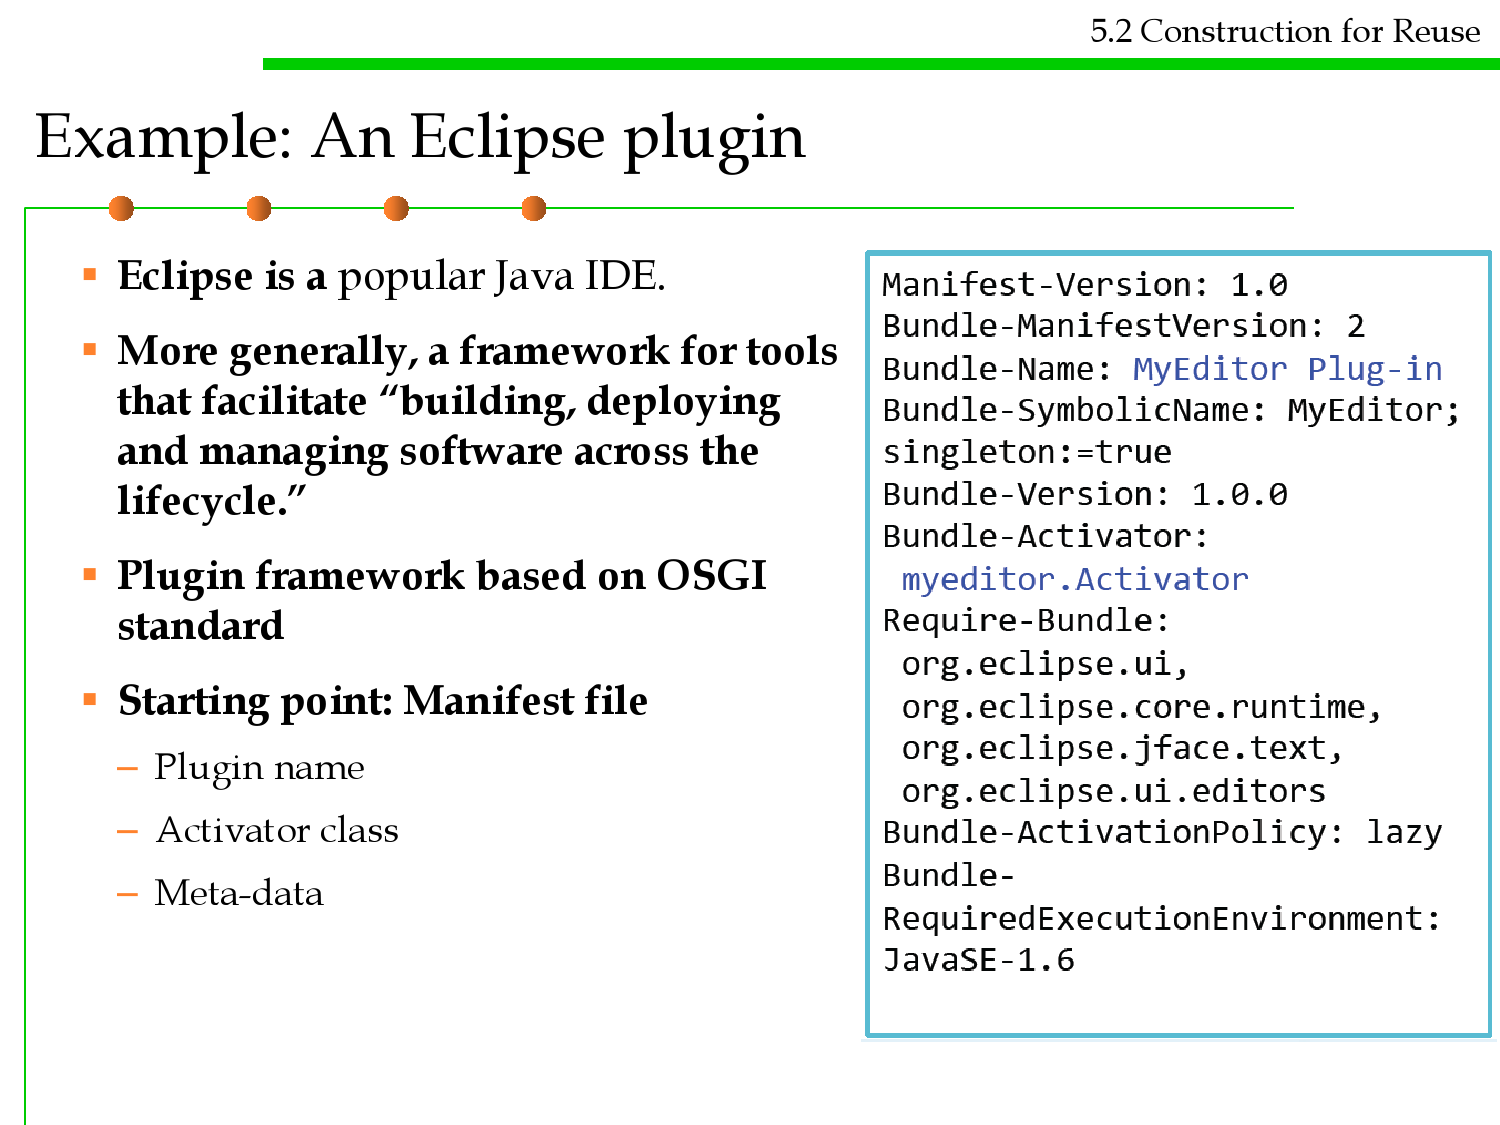 5.2 Construction for Reuse
Example: An Eclipse plugin
▪ Eclipse is a popular Java IDE.
▪ More generally, a framework for tools
that facilitate “building, deploying
and managing software across the
lifecycle.”
▪ Plugin framework based on OSGI
standard
▪ Starting point: Manifest file
– Plugin name
– Activator class
– Meta-data
Manifest-Version: 1.0
Bundle-ManifestVersion: 2
Bundle-Name: MyEditor Plug-in
Bundle-SymbolicName: MyEditor;
singleton:=true
Bundle-Version: 1.0.0
Bundle-Activator:
myeditor.Activator
Require-Bundle:
org.eclipse.ui,
org.eclipse.core.runtime,
org.eclipse.jface.text,
org.eclipse.ui.editors
Bundle-ActivationPolicy: lazy
Bundle-
RequiredExecutionEnvironment:
JavaSE-1.6